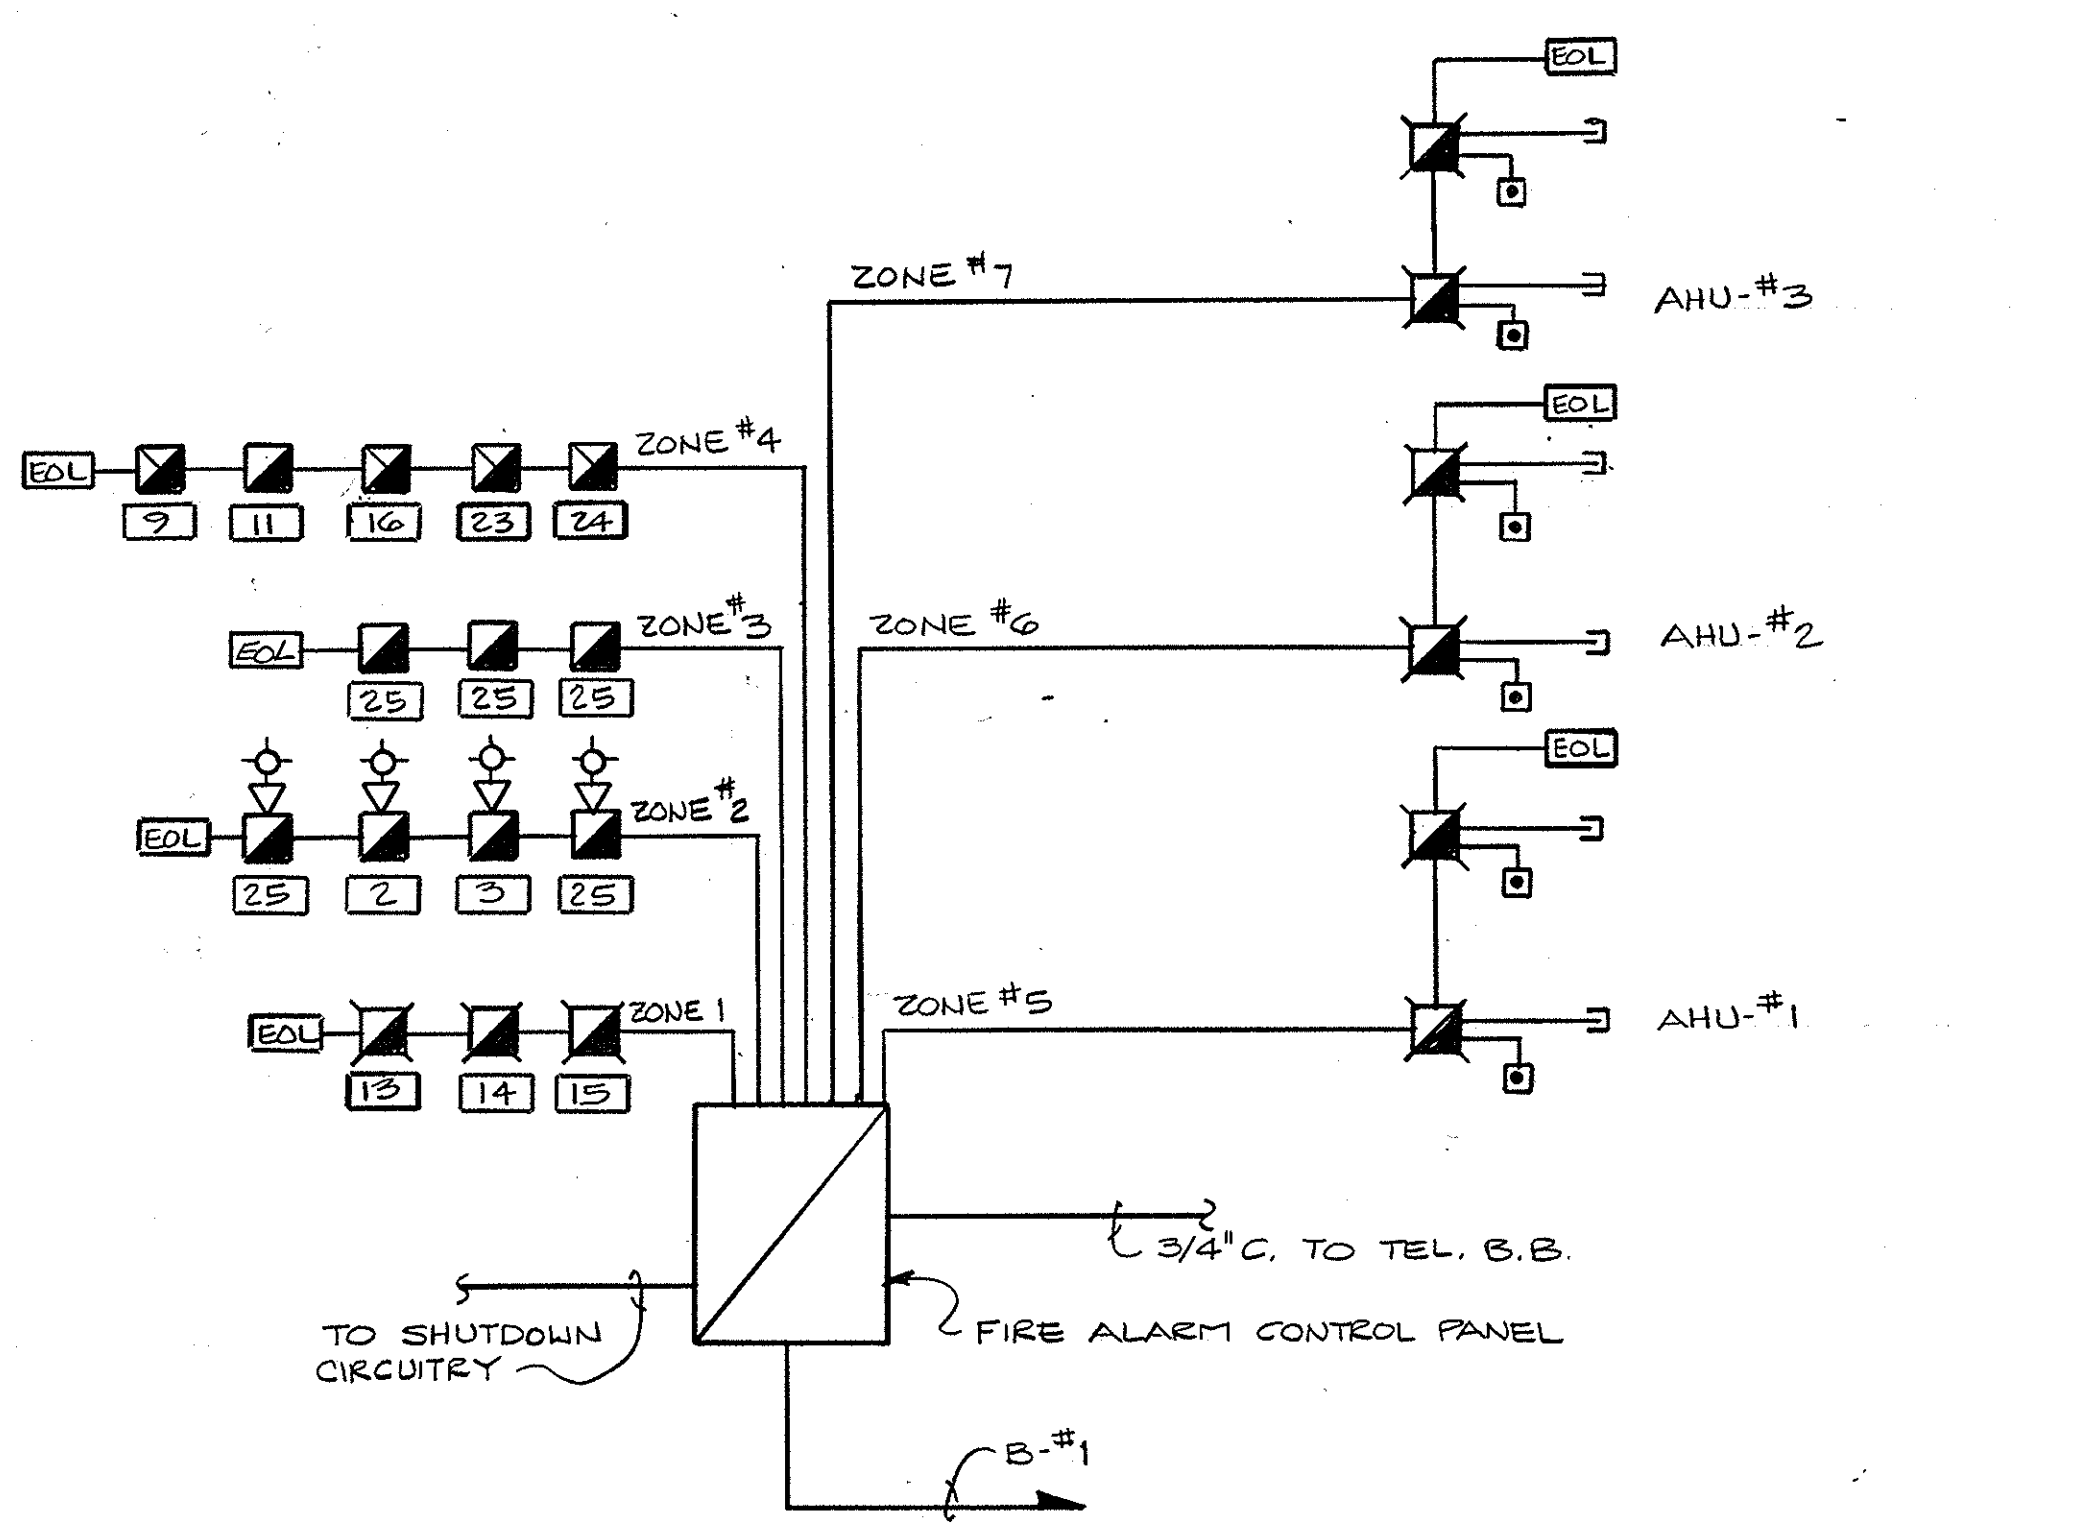 EOL
ZONE #7
AHU-#3
EOL
ZONE #4
EOL
9 11 16 23 24
ZONE #3
EOL
25 25 25
ZONE #6
AHU-#2
EOL
ZONE #2
EOL
25 2 3 25
ZONE 1
EOL
13 14 15
ZONE #5
AHU-#1
3/4" C. TO TEL. B.B.
TO SHUTDOWN
CIRCUITRY
FIRE ALARM CONTROL PANEL
B-#1